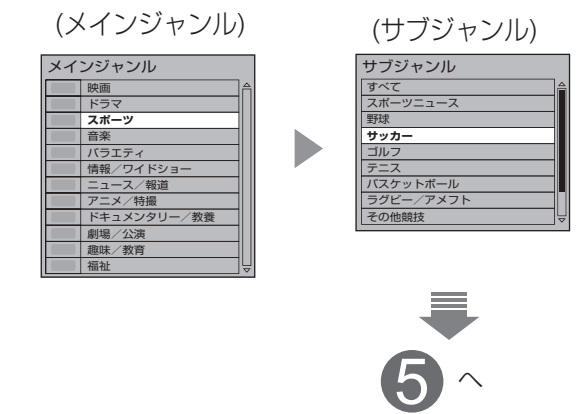 (メインジャンル)
メインジャンル
映画
ドラマ
スポーツ
音楽
バラエティ
情報／ワイドショー
ニュース／報道
アニメ／特撮
ドキュメンタリー／教養
劇場／公演
趣味／教育
福祉
(サブジャンル)
サブジャンル
すべて
スポーツニュース
野球
サッカー
ゴルフ
テニス
バスケットボール
ラグビー／アメフト
その他競技
5 へ